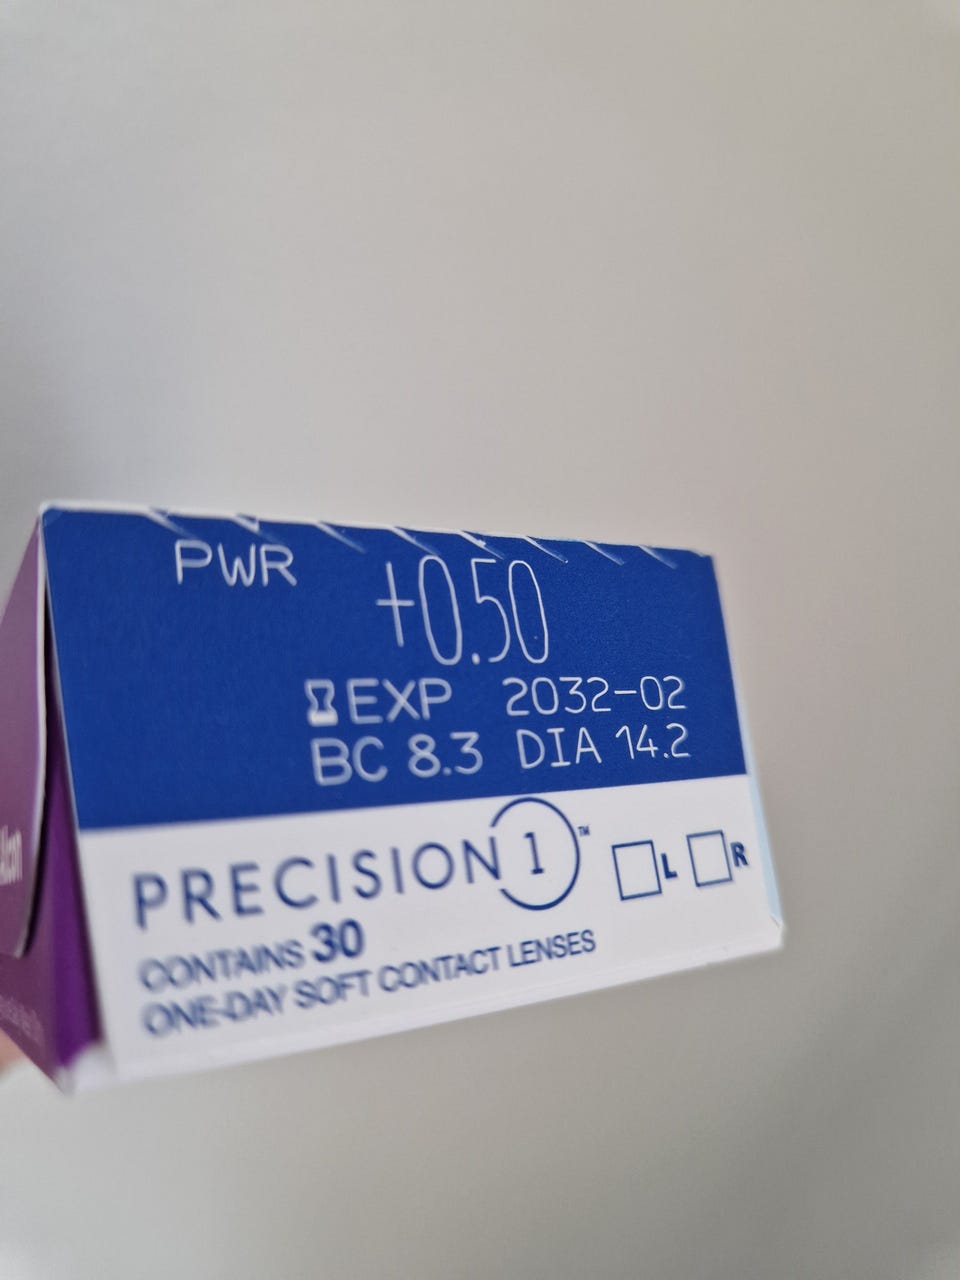 PWR
+0.50
EXP 2032-02
BC 8.3 DIA 14.2
PRECISION 1™ L R
CONTAINS 30
ONE-DAY SOFT CONTACT LENSES
Alcon